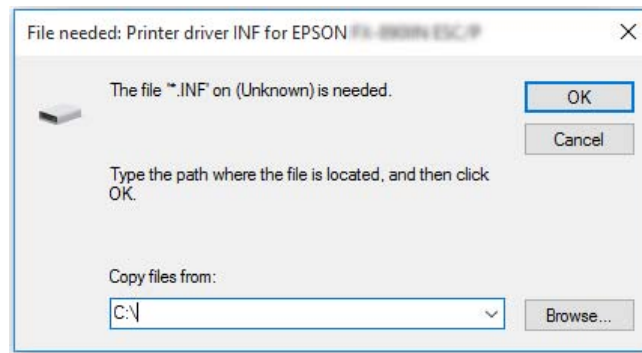 File needed: Printer driver INF for EPSON
The file '*.INF' on (Unknown) is needed.
OK
Cancel
Type the path where the file is located, and then click
OK.
Copy files from:
C:\
Browse...